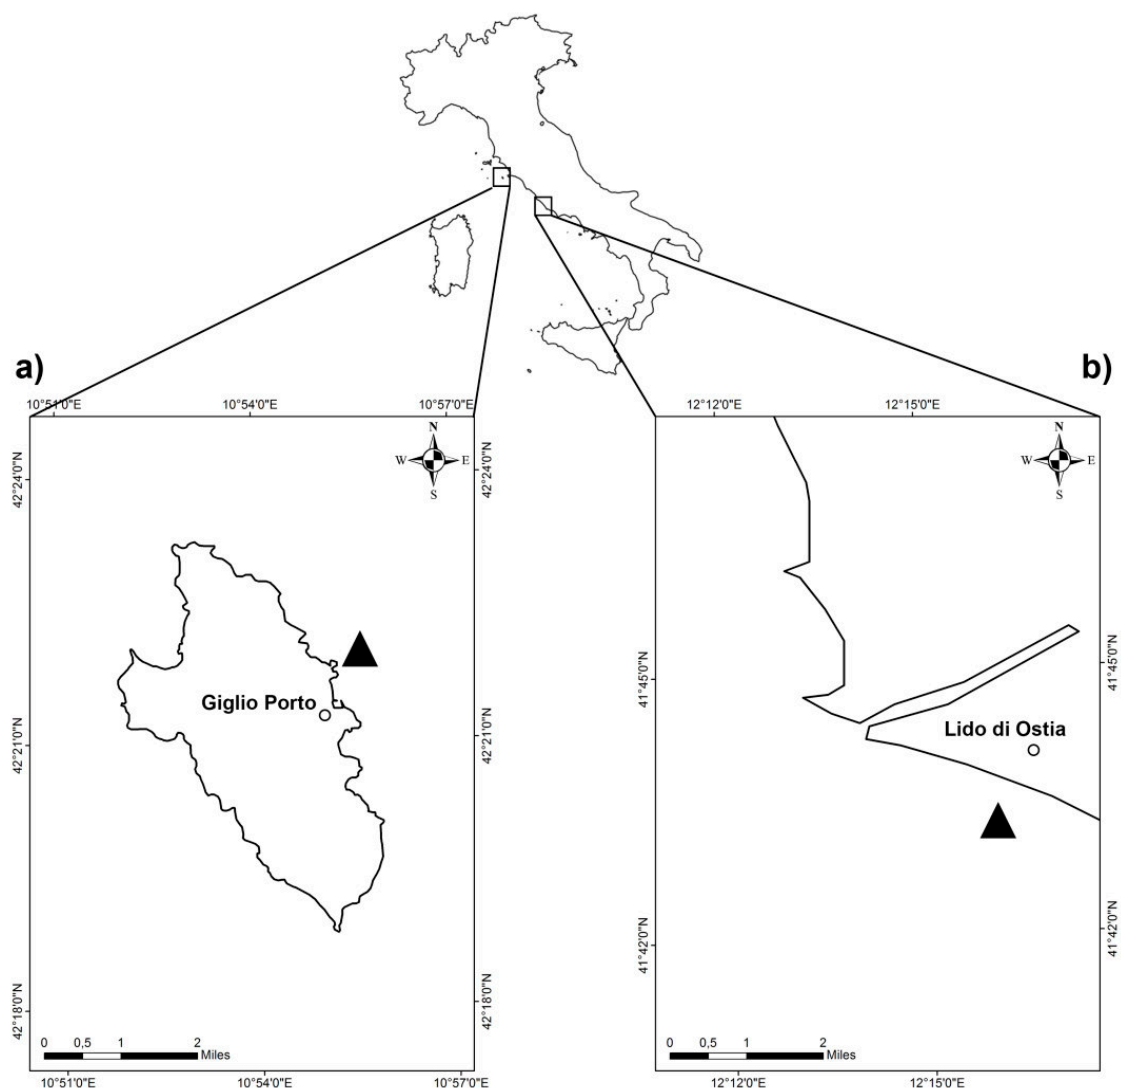 a)
b)
10°51'0"E 10°54'0"E 10°57'0"E
12°12'0"E 12°15'0"E
N
W E
S
N
W E
S
42°24'0"N
42°24'0"N
Giglio Porto
42°21'0"N
42°21'0"N
42°18'0"N
42°18'0"N
41°45'0"N
41°45'0"N
Lido di Ostia
41°42'0"N
41°42'0"N
0 0,5 1 2
Miles
0 0,5 1 2
Miles
10°51'0"E 10°54'0"E 10°57'0"E
12°12'0"E 12°15'0"E